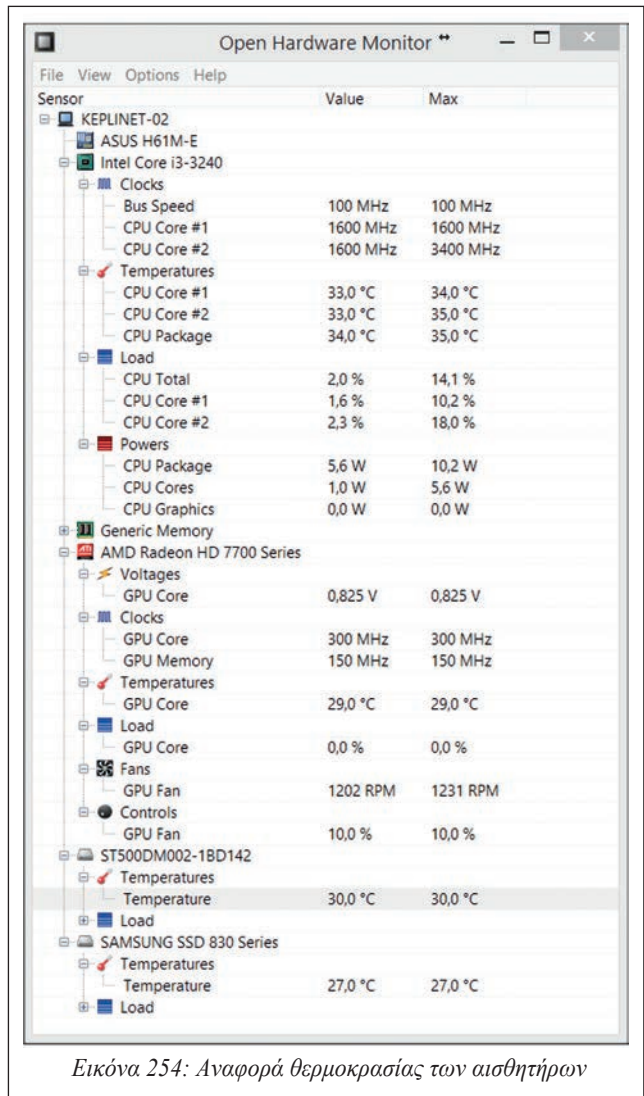 Open Hardware Monitor
File View Options Help
Sensor Value Max
KEPLINET-02
ASUS H61M-E
Intel Core i3-3240
Clocks
Bus Speed 100 MHz 100 MHz
CPU Core #1 1600 MHz 1600 MHz
CPU Core #2 1600 MHz 3400 MHz
Temperatures
CPU Core #1 33,0 °C 34,0 °C
CPU Core #2 33,0 °C 35,0 °C
CPU Package 34,0 °C 35,0 °C
Load
CPU Total 2,0 % 14,1 %
CPU Core #1 1,6 % 10,2 %
CPU Core #2 2,3 % 18,0 %
Powers
CPU Package 5,6 W 10,2 W
CPU Cores 1,0 W 5,6 W
CPU Graphics 0,0 W 0,0 W
Generic Memory
ATI AMD Radeon HD 7700 Series
Voltages
GPU Core 0,825 V 0,825 V
Clocks
GPU Core 300 MHz 300 MHz
GPU Memory 150 MHz 150 MHz
Temperatures
GPU Core 29,0 °C 29,0 °C
Load
GPU Core 0,0 % 0,0 %
Fans
GPU Fan 1202 RPM 1231 RPM
Controls
GPU Fan 10,0 % 10,0 %
ST500DM002-1BD142
Temperatures
Temperature 30,0 °C 30,0 °C
Load
SAMSUNG SSD 830 Series
Temperatures
Temperature 27,0 °C 27,0 °C
Load
Εικόνα 254: Αναφορά θερμοκρασίας των αισθητήρων